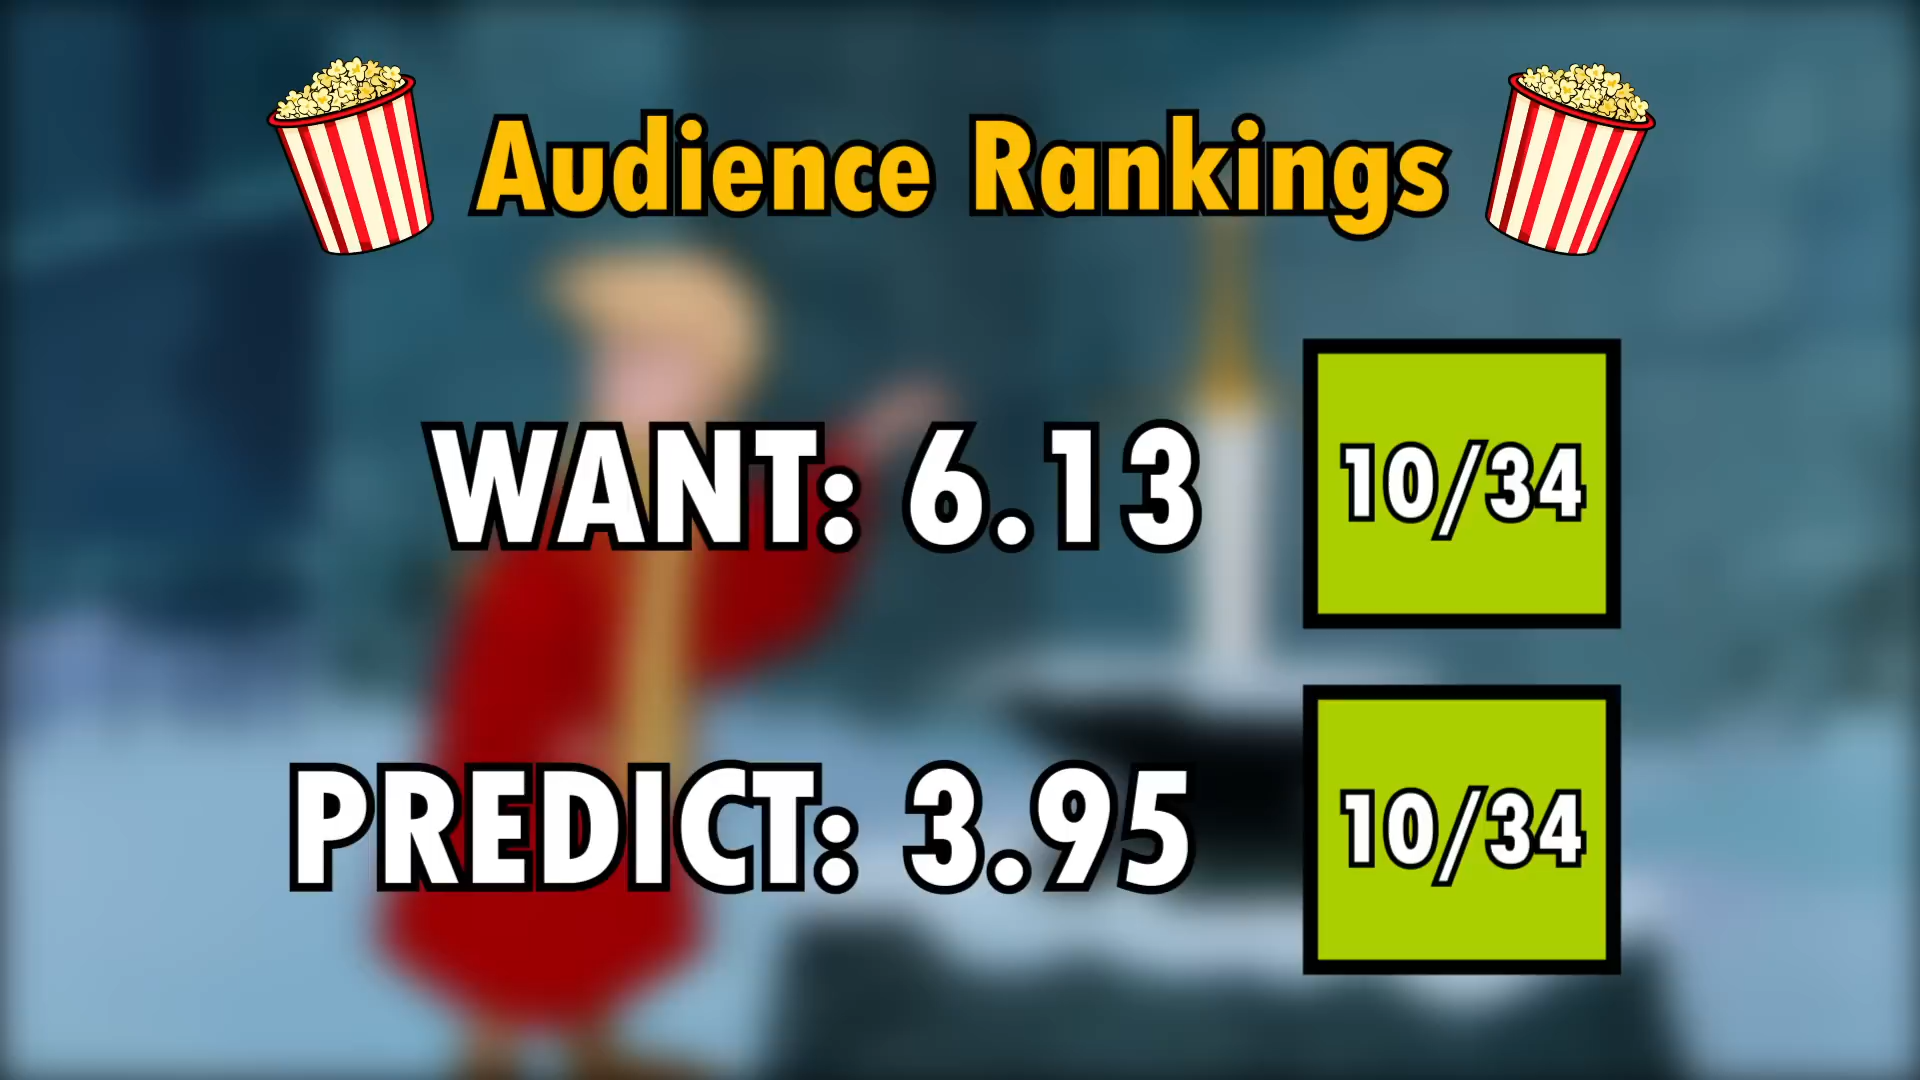 Audience Rankings
WANT: 6.13
10/34
PREDICT: 3.95
10/34